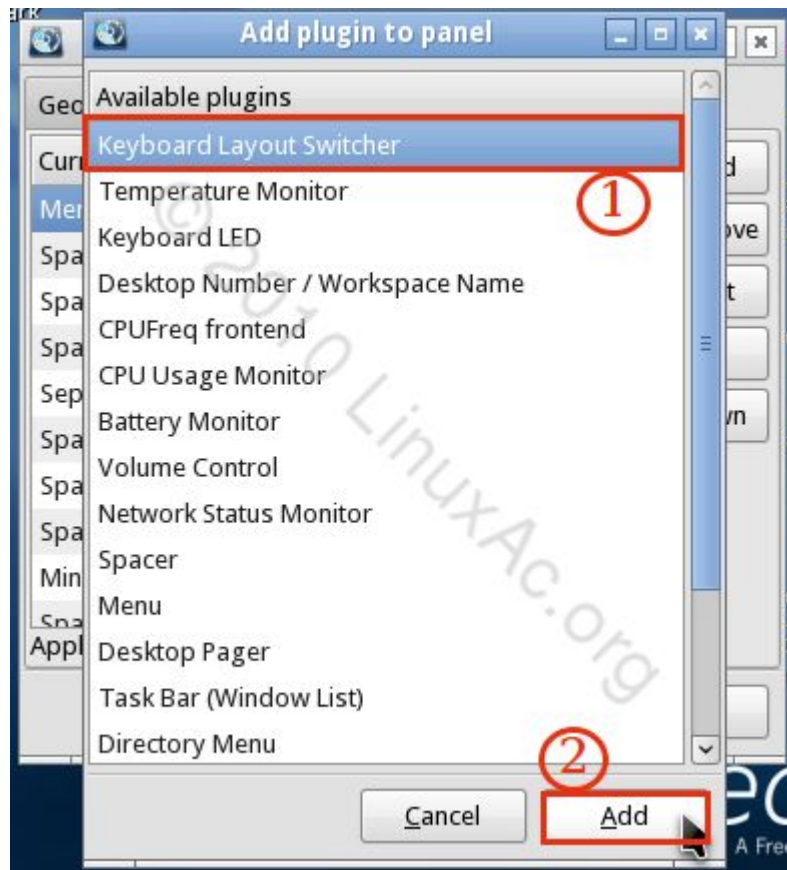 Add plugin to panel
Available plugins
Keyboard Layout Switcher
1
Temperature Monitor
Keyboard LED
Desktop Number / Workspace Name
CPUFreq frontend
CPU Usage Monitor
Battery Monitor
Volume Control
Network Status Monitor
Spacer
Menu
Desktop Pager
Task Bar (Window List)
Directory Menu
2
Cancel
Add
© 2010 LinuxAc.org
A Free